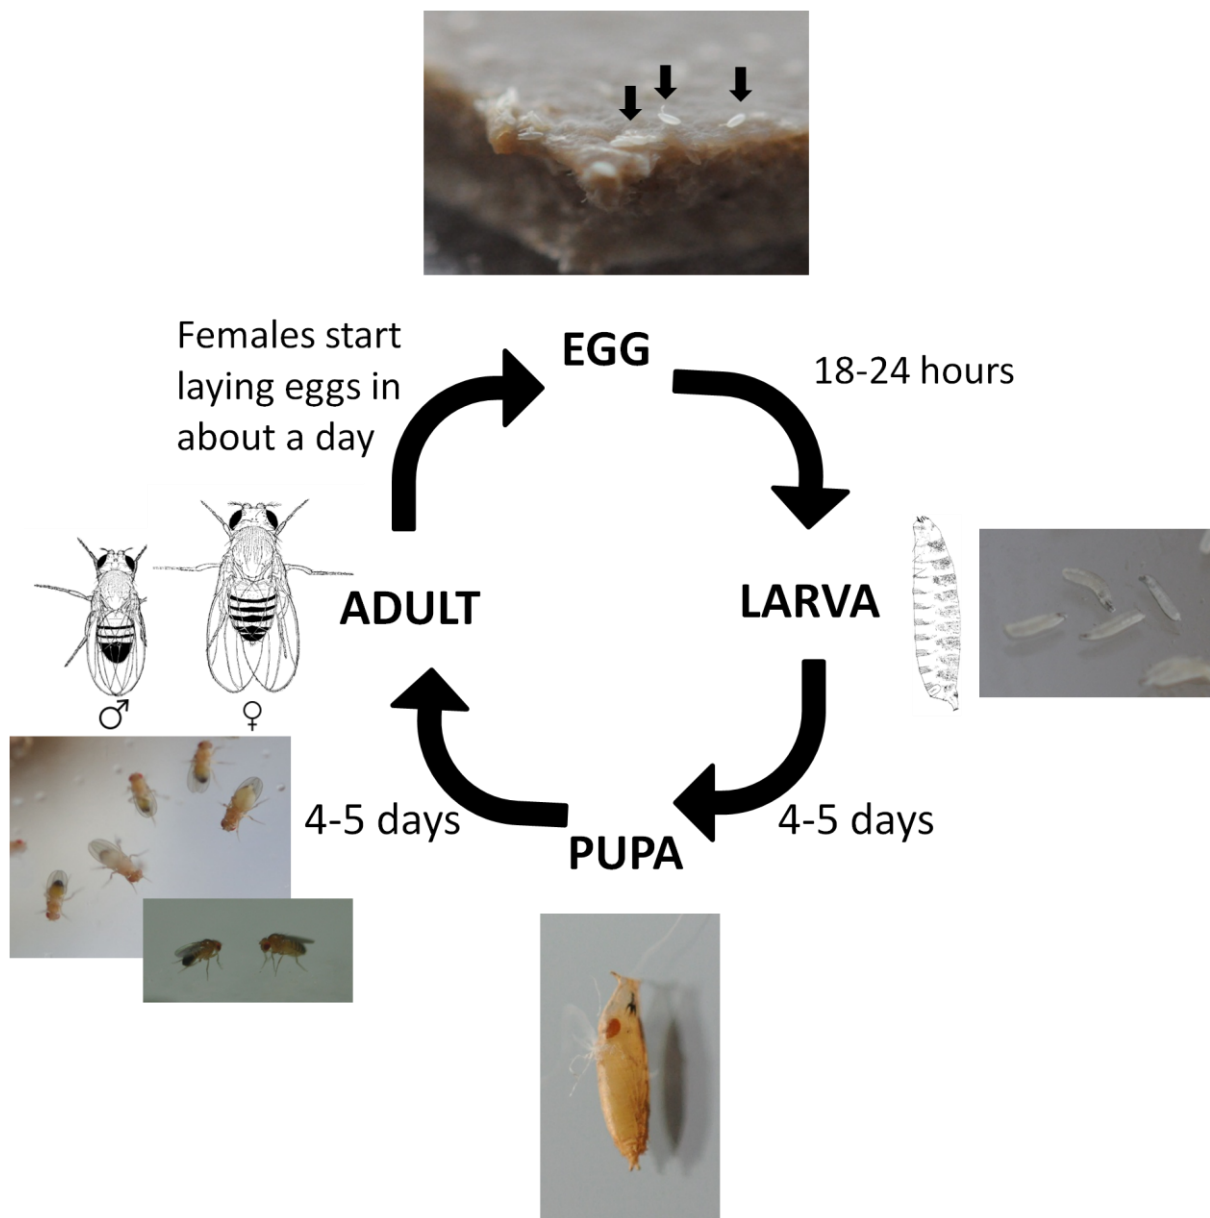 EGG
18-24 hours
LARVA
4-5 days
PUPA
4-5 days
ADULT
♂
♀
Females start
laying eggs in
about a day